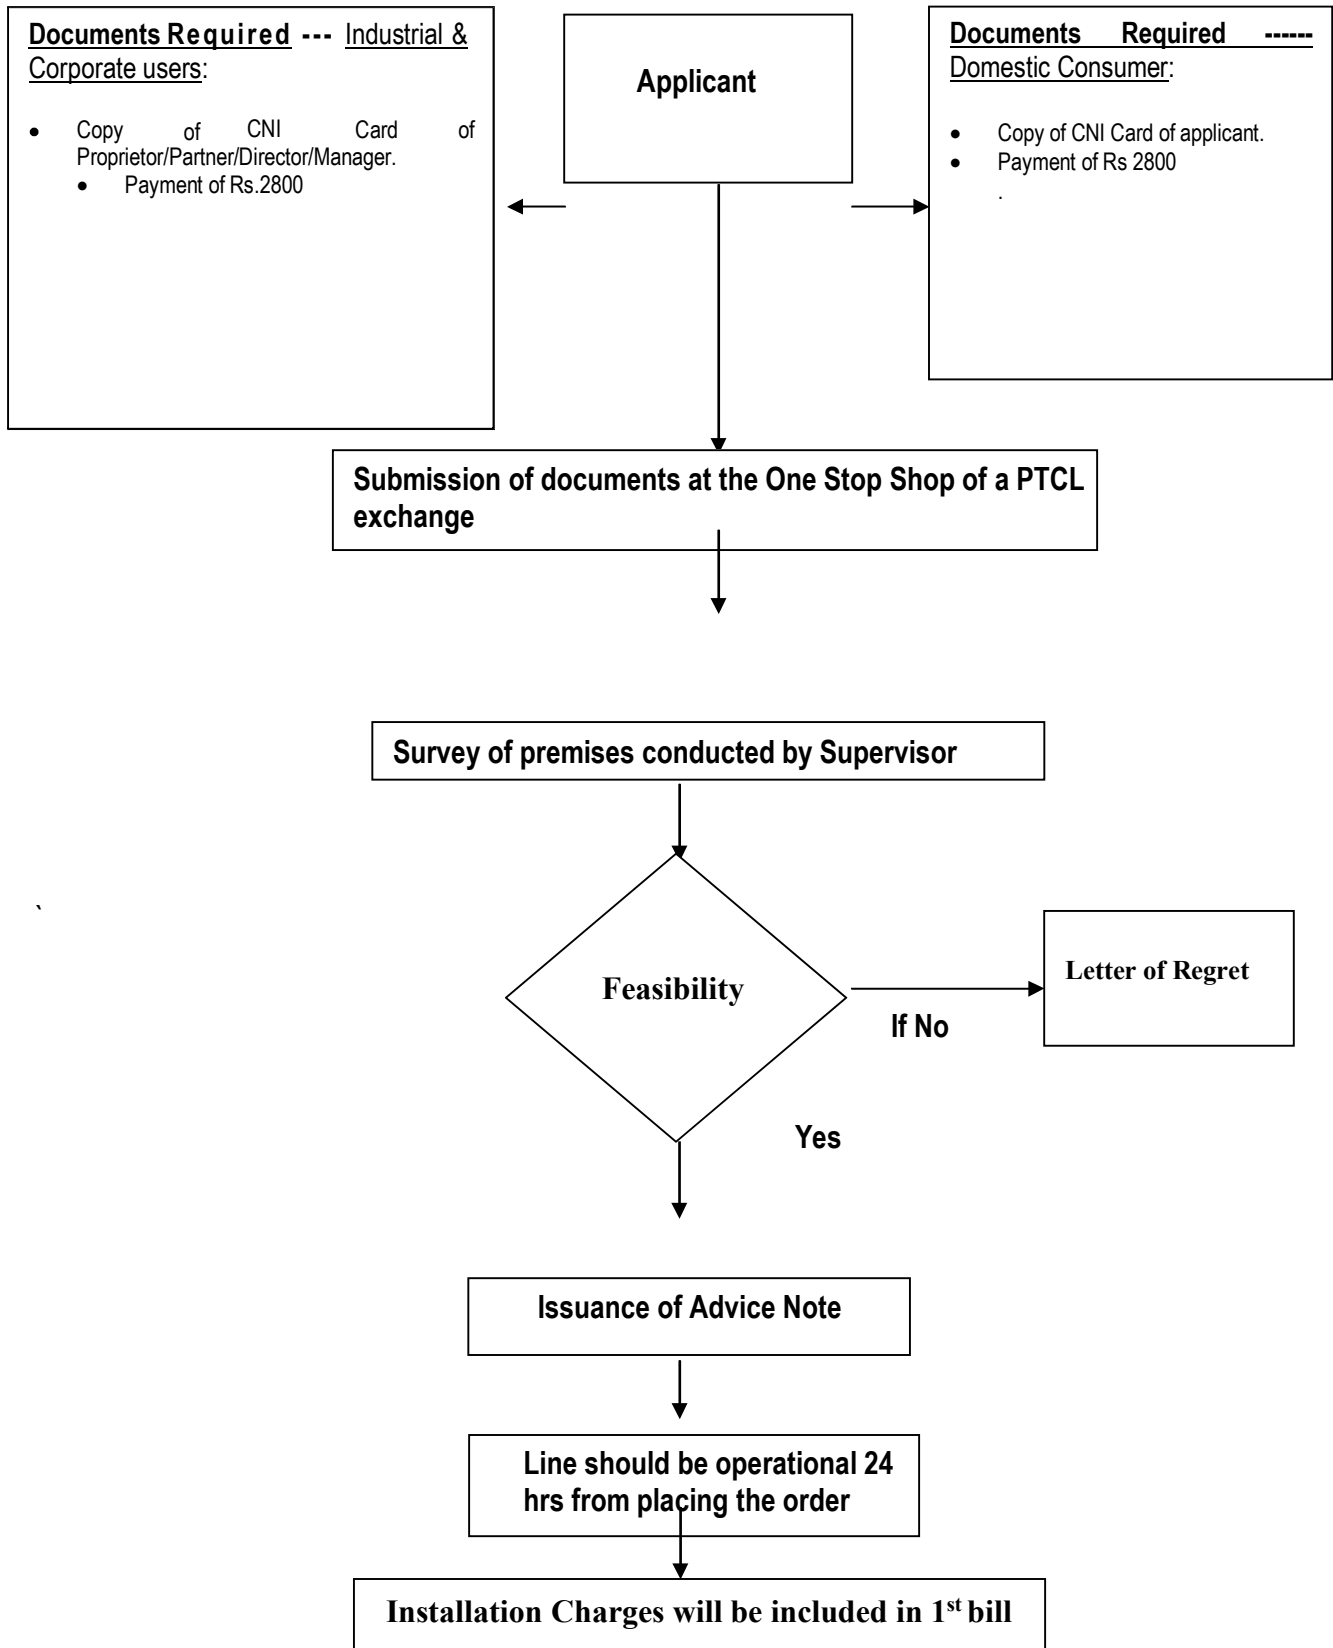 Documents Required --- Industrial &
Corporate users:
• Copy of CNI Card of
Proprietor/Partner/Director/Manager.
• Payment of Rs.2800
Applicant
Documents Required ------
Domestic Consumer:
• Copy of CNI Card of applicant.
• Payment of Rs 2800
.
Submission of documents at the One Stop Shop of a PTCL
exchange
Survey of premises conducted by Supervisor
`
Feasibility
Letter of Regret
If No
Yes
Issuance of Advice Note
Line should be operational 24
hrs from placing the order
Installation Charges will be included in 1st bill